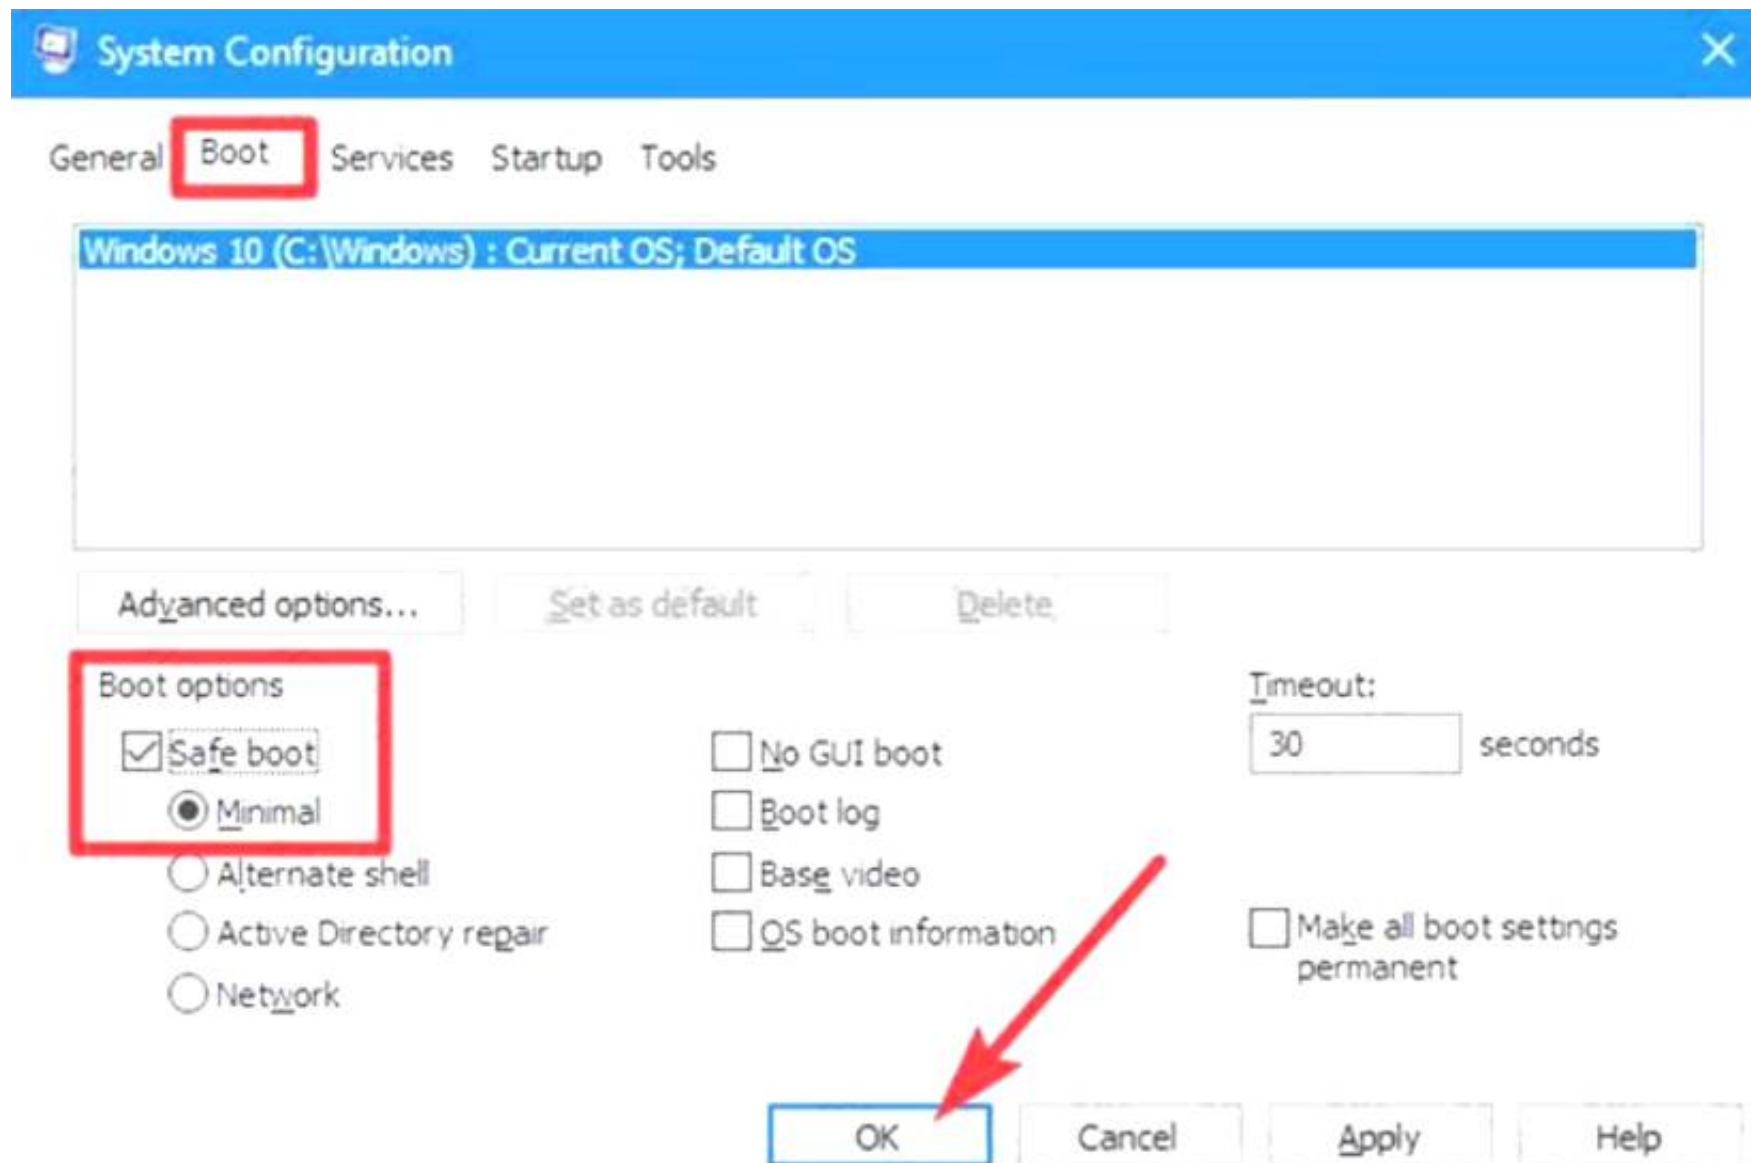 System Configuration
General Boot Services Startup Tools
Windows 10 (C:\Windows) : Current OS; Default OS
Advanced options... Set as default Delete
Boot options Timeout:
Safe boot No GUI boot 30 seconds
Minimal Boot log
Alternate shell Base video
Active Directory repair OS boot information Make all boot settings
permanent
Network
OK Cancel Apply Help